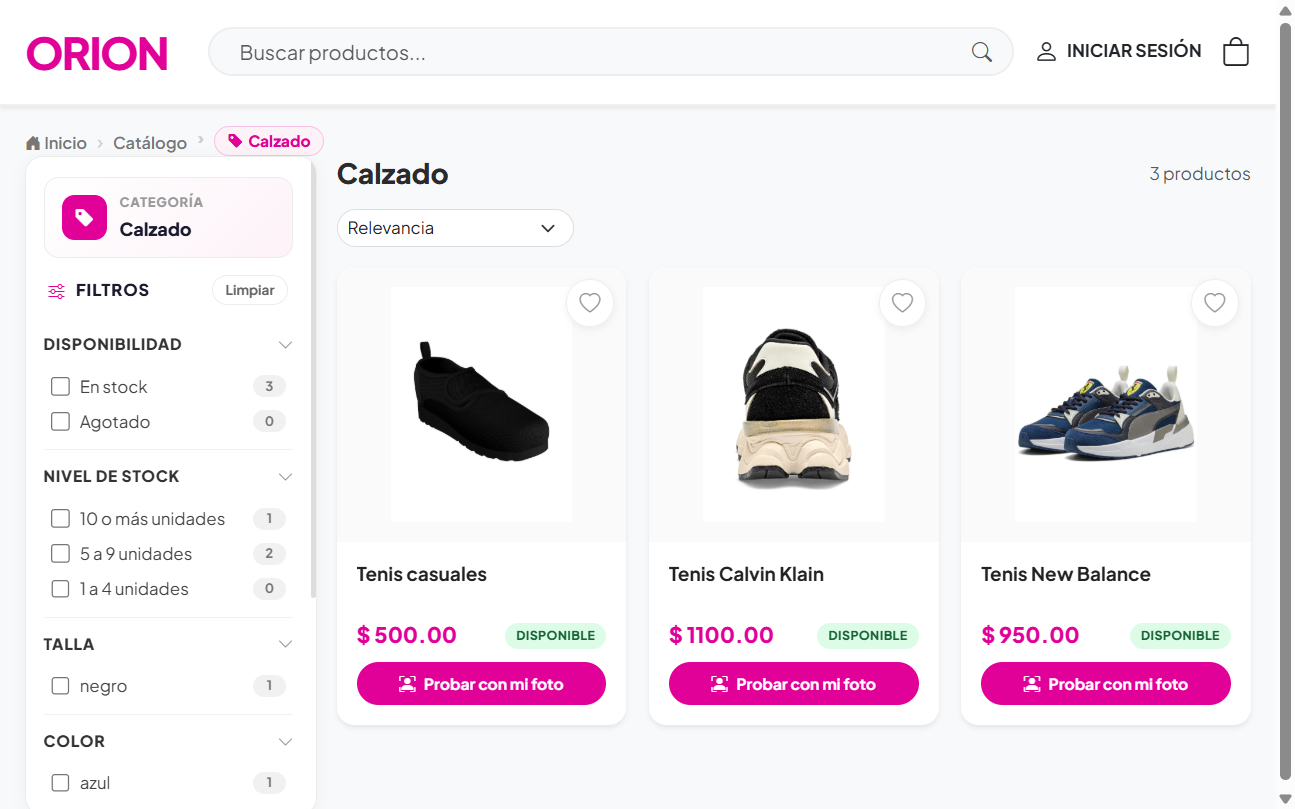 ORION
Buscar productos...
INICIAR SESIÓN
Inicio › Catálogo › Calzado
CATEGORÍA
Calzado
FILTROS
Limpiar
DISPONIBILIDAD
En stock 3
Agotado 0
NIVEL DE STOCK
10 o más unidades 1
5 a 9 unidades 2
1 a 4 unidades 0
TALLA
negro 1
COLOR
azul 1
Calzado
3 productos
Relevancia
Tenis casuales
$ 500.00 DISPONIBLE
Probar con mi foto
Tenis Calvin Klain
$ 1100.00 DISPONIBLE
Probar con mi foto
Tenis New Balance
$ 950.00 DISPONIBLE
Probar con mi foto